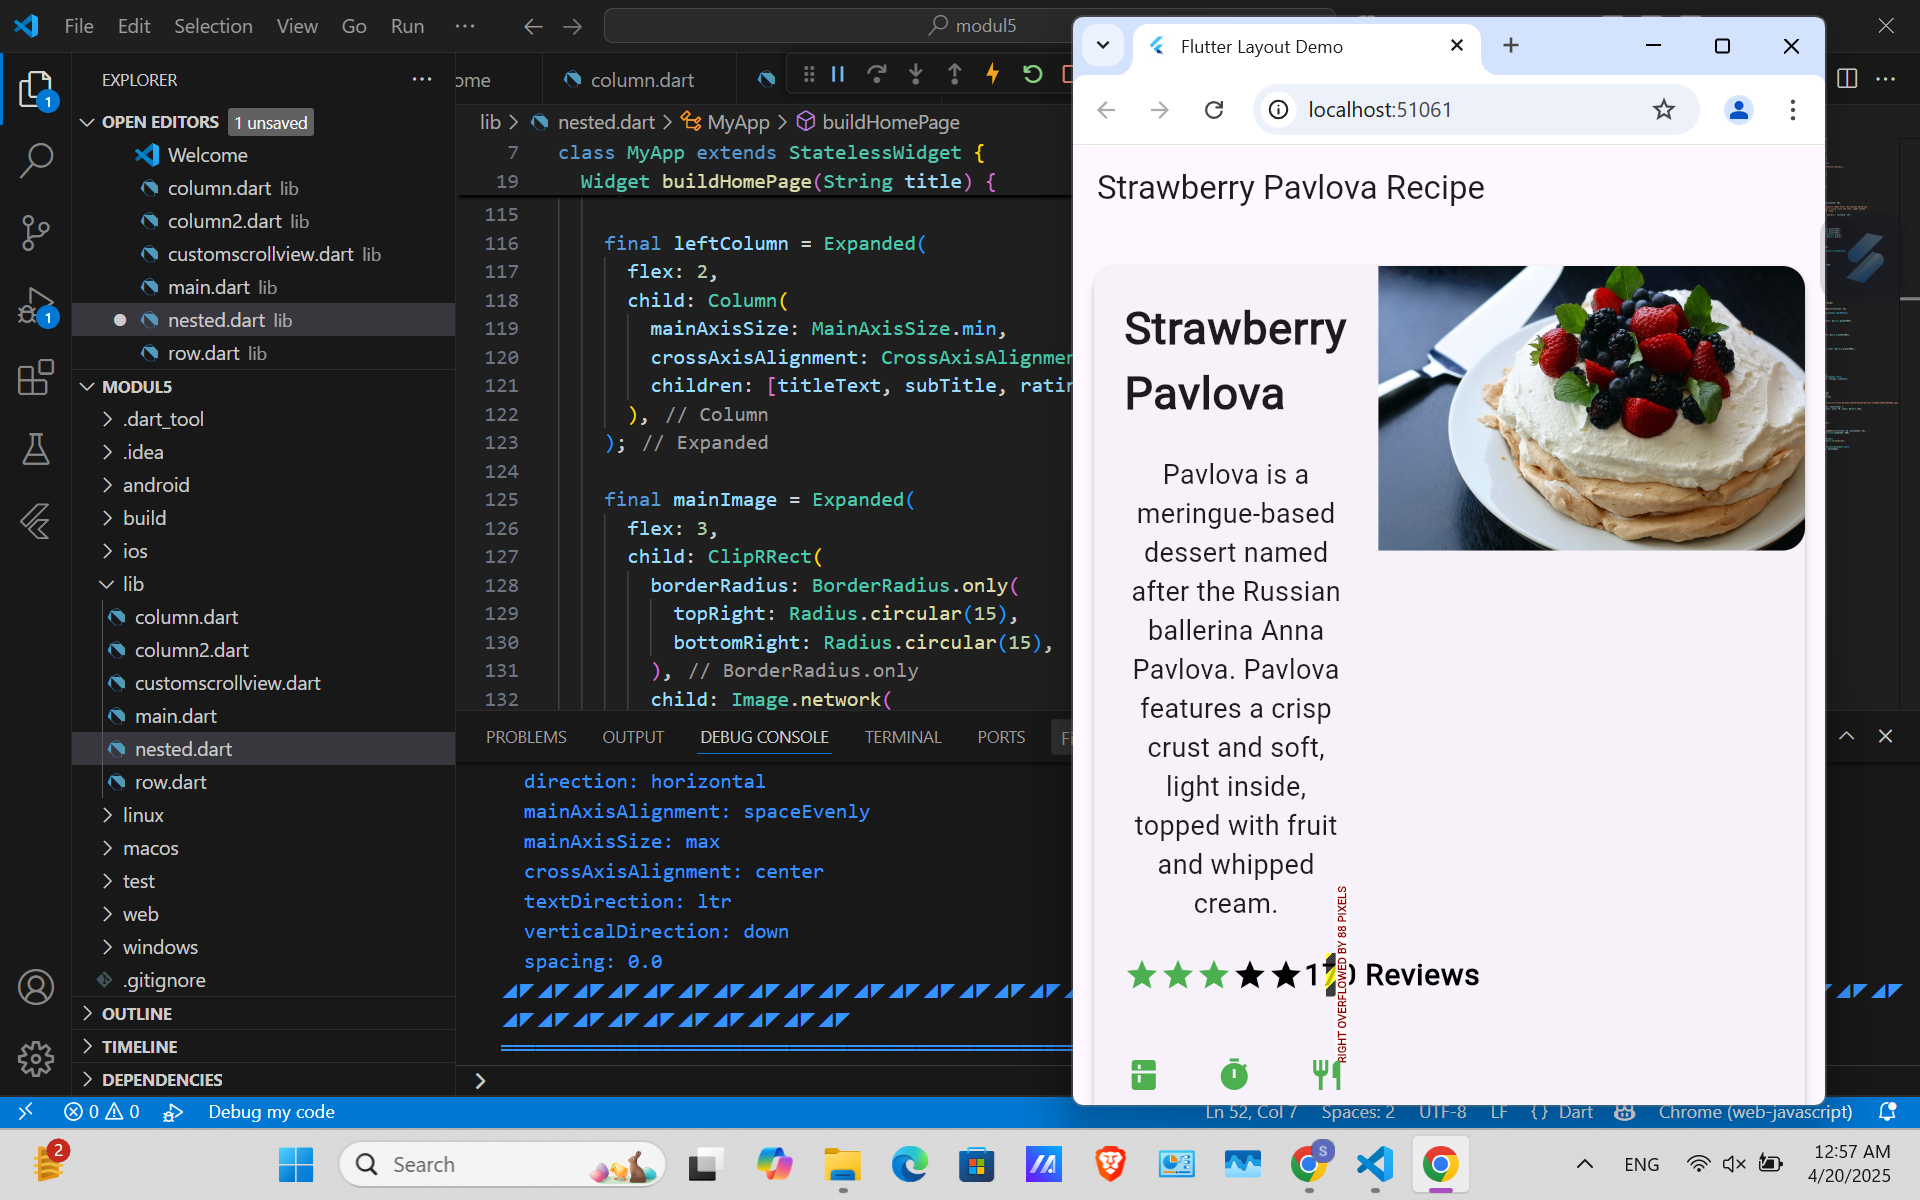 File Edit Selection View Go Run
modul5
EXPLORER
OPEN EDITORS 1 unsaved
Welcome
column.dart lib
column2.dart lib
customscrollview.dart lib
main.dart lib
nested.dart lib
row.dart lib
MODUL5
.dart_tool
.idea
android
build
ios
lib
column.dart
column2.dart
customscrollview.dart
main.dart
nested.dart
row.dart
linux
macos
test
web
windows
.gitignore
OUTLINE
TIMELINE
DEPENDENCIES
1
1
ome column.dart
lib > nested.dart > MyApp > buildHomePage
7 class MyApp extends StatelessWidget {
19 Widget buildHomePage(String title) {
115
116 final leftColumn = Expanded(
117 flex: 2,
118 child: Column(
119 mainAxisSize: MainAxisSize.min,
120 crossAxisAlignment: CrossAxisAlignmen
121 children: [titleText, subTitle, ratin
122 ), // Column
123 ); // Expanded
124
125 final mainImage = Expanded(
126 flex: 3,
127 child: ClipRRect(
128 borderRadius: BorderRadius.only(
129 topRight: Radius.circular(15),
130 bottomRight: Radius.circular(15),
131 ), // BorderRadius.only
132 child: Image.network(
PROBLEMS OUTPUT DEBUG CONSOLE TERMINAL PORTS Fi
direction: horizontal
mainAxisAlignment: spaceEvenly
mainAxisSize: max
crossAxisAlignment: center
textDirection: ltr
verticalDirection: down
spacing: 0.0
Flutter Layout Demo
localhost:51061
Strawberry Pavlova Recipe
Strawberry
Pavlova
Pavlova is a
meringue-based
dessert named
after the Russian
ballerina Anna
Pavlova. Pavlova
features a crisp
crust and soft,
light inside,
topped with fruit
and whipped
cream.
170 Reviews
RIGHT OVERFLOWED BY 88 PIXELS
0 0 Debug my code
Ln 52, Col 7 Spaces: 2 UTF-8 LF {} Dart Chrome (web-javascript)
2
Search
S
ENG
12:57 AM
4/20/2025